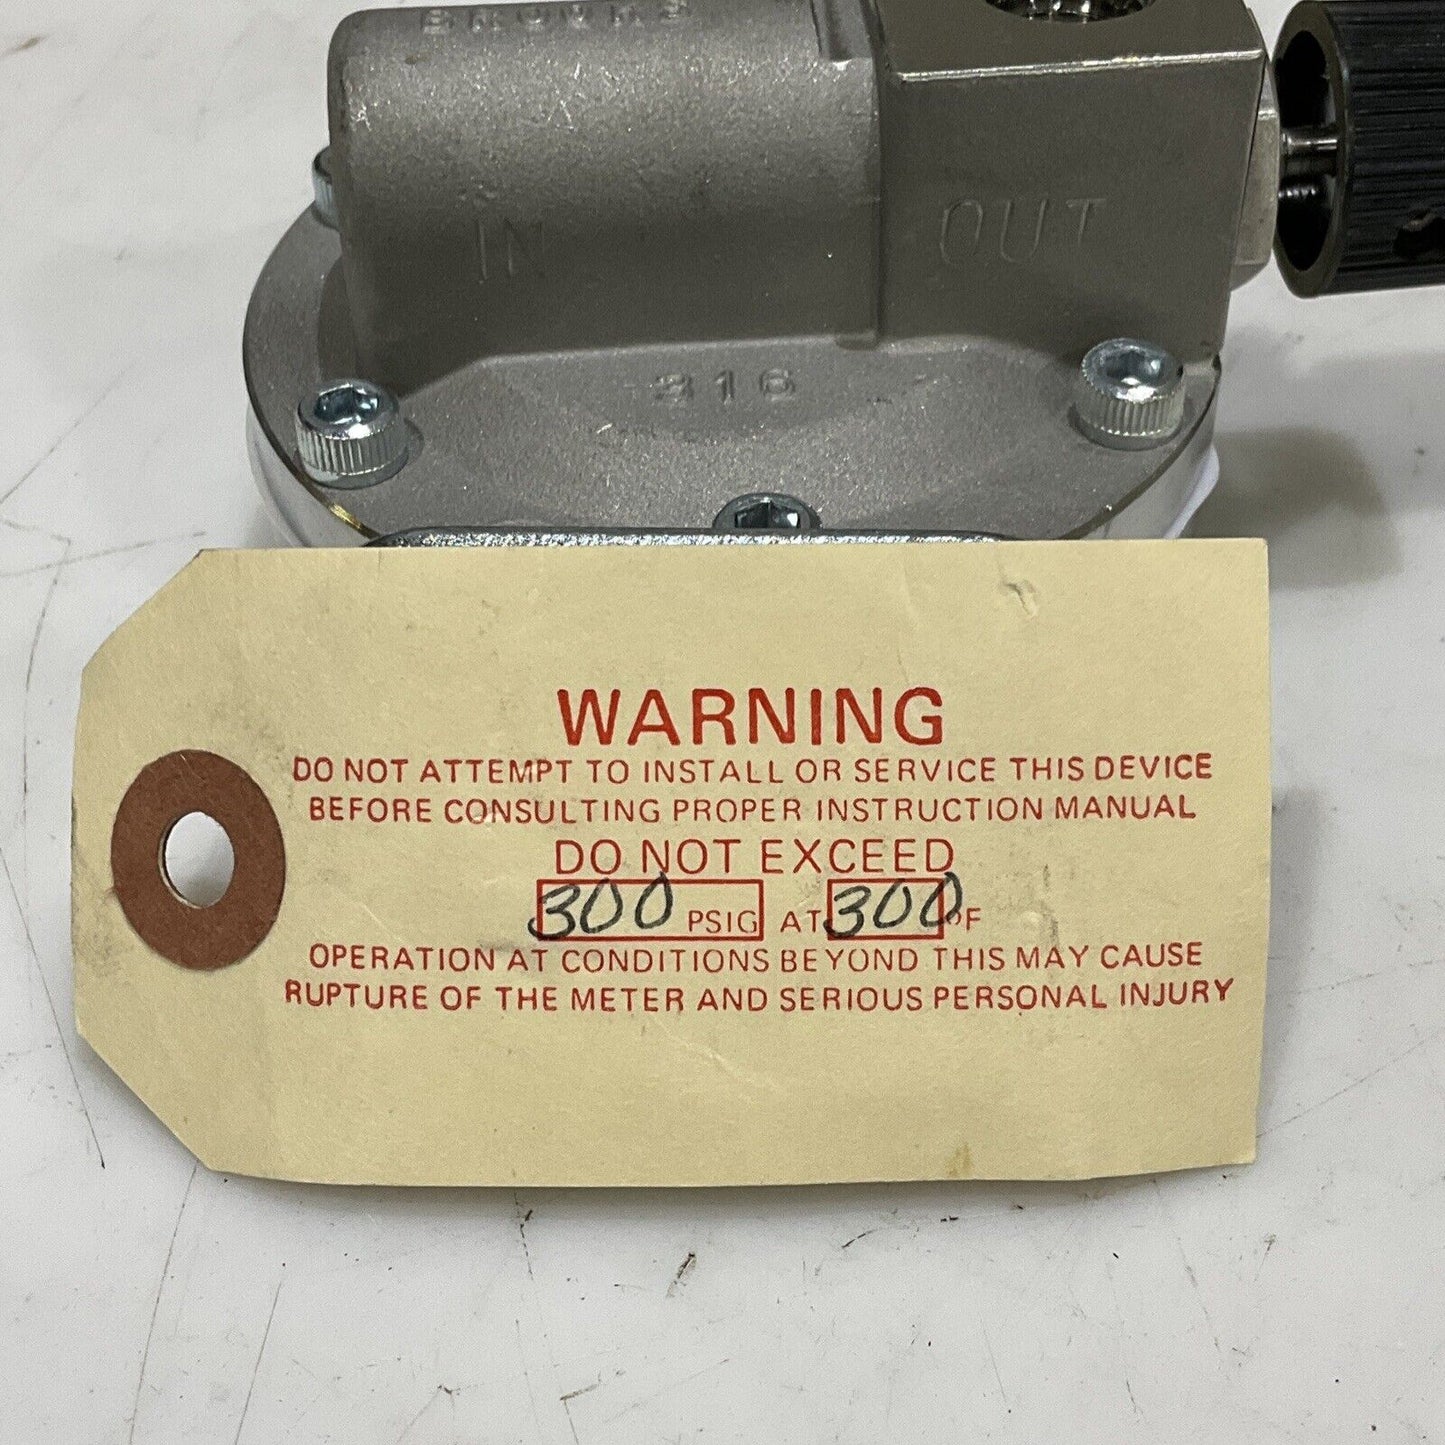 BROOKS
IN OUT
316
WARNING
DO NOT ATTEMPT TO INSTALL OR SERVICE THIS DEVICE
BEFORE CONSULTING PROPER INSTRUCTION MANUAL
DO NOT EXCEED
300 PSIG AT 300 °F
OPERATION AT CONDITIONS BEYOND THIS MAY CAUSE
RUPTURE OF THE METER AND SERIOUS PERSONAL INJURY